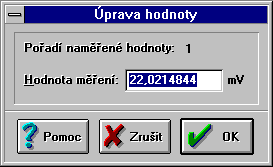 Úprava hodnoty
Pořadí naměřené hodnoty: 1
Hodnota měření: 22,0214844 mV
Pomoc Zrušit OK